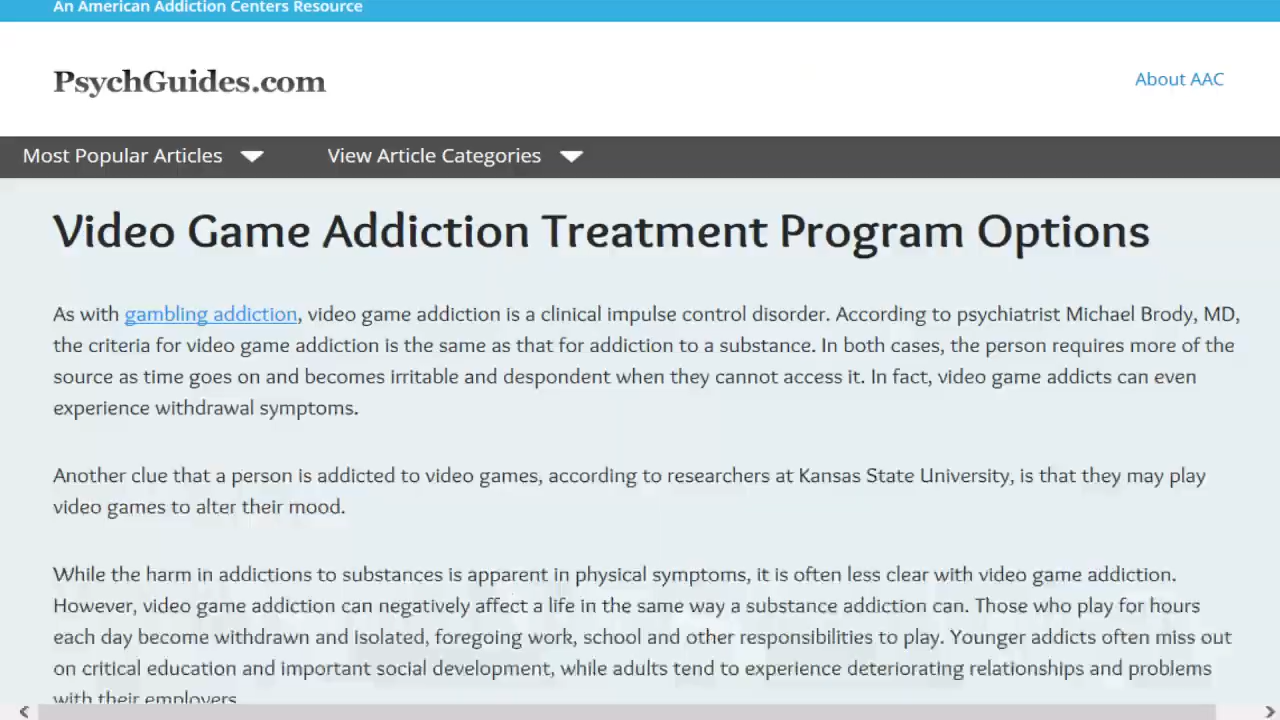 An American Addiction Centers Resource
PsychGuides.com
About AAC
Most Popular Articles
View Article Categories
Video Game Addiction Treatment Program Options
As with gambling addiction, video game addiction is a clinical impulse control disorder. According to psychiatrist Michael Brody, MD,
the criteria for video game addiction is the same as that for addiction to a substance. In both cases, the person requires more of the
source as time goes on and becomes irritable and despondent when they cannot access it. In fact, video game addicts can even
experience withdrawal symptoms.
Another clue that a person is addicted to video games, according to researchers at Kansas State University, is that they may play
video games to alter their mood.
While the harm in addictions to substances is apparent in physical symptoms, it is often less clear with video game addiction.
However, video game addiction can negatively affect a life in the same way a substance addiction can. Those who play for hours
each day become withdrawn and isolated, foregoing work, school and other responsibilities to play. Younger addicts often miss out
on critical education and important social development, while adults tend to experience deteriorating relationships and problems
with their employers.